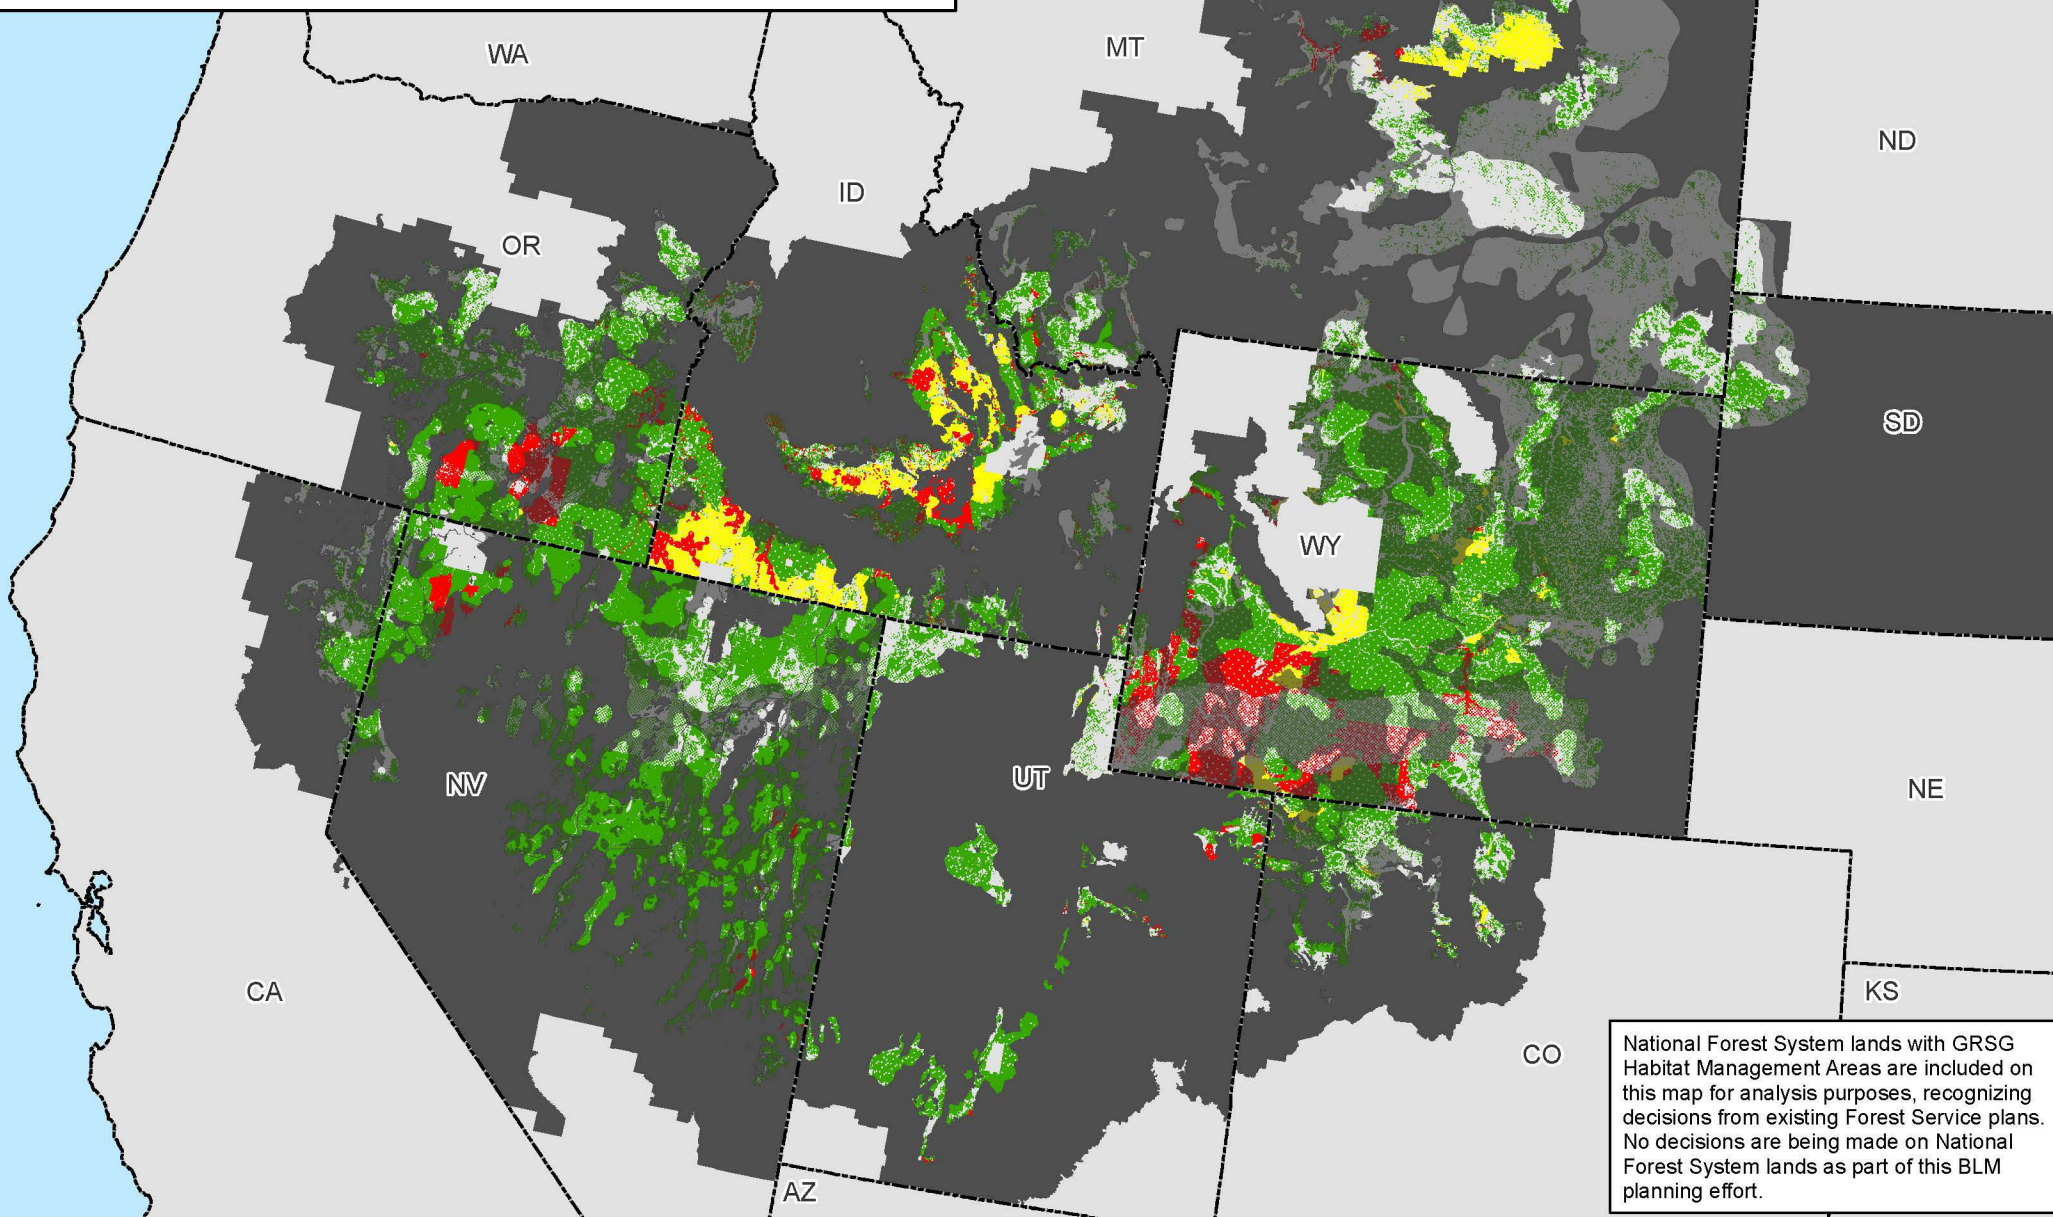 WA
MT
ND
ID
OR
SD
WY
NV
UT
NE
CA
KS
CO
AZ
National Forest System lands with GRSG
Habitat Management Areas are included on
this map for analysis purposes, recognizing
decisions from existing Forest Service plans.
No decisions are being made on National
Forest System lands as part of this BLM
planning effort.